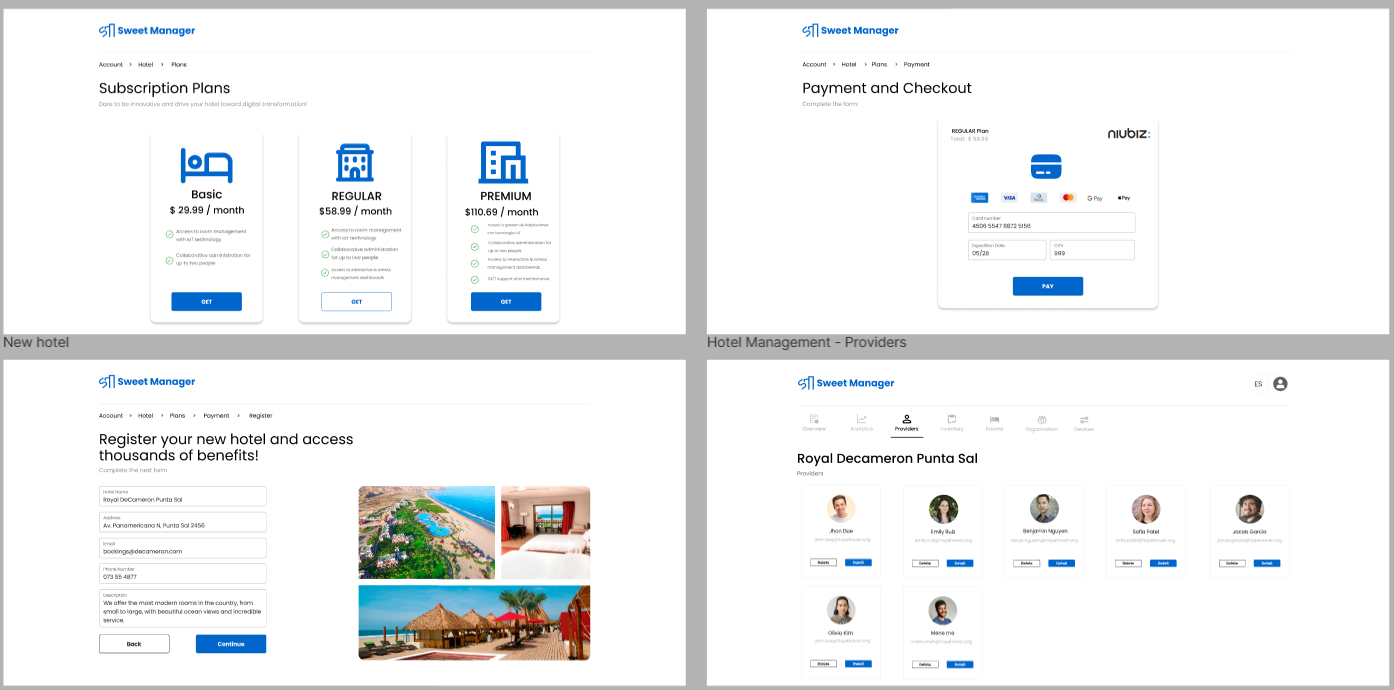 Sweet Manager
Account > Hotel > Plans
Subscription Plans
Dare to be innovative and drive your hotel toward digital transformation!
Basic
$ 29.99 / month
Access to room management
with IoT technology
Collaborative administration for
up to two people
GET
REGULAR
$58.99 / month
Access to room management
with IoT technology
Collaborative administration
for up to two people
Access to interactive business
management dashboards
GET
PREMIUM
$110.69 / month
Collaborative administration for
up to two people
Access to interactive business
management dashboards
24/7 support and maintenance
GET
Sweet Manager
Account > Hotel > Plans > Payment
Payment and Checkout
Complete the form
REGULAR Plan
Total: $ 58.99
niubiz:
VISA
G Pay
Pay
Card number
4906 5547 8872 5156
Expedition Date
05/28
CVV
999
PAY
New hotel
Sweet Manager
Account > Hotel > Plans > Payment > Register
Register your new hotel and access
thousands of benefits!
Complete the next form
Hotel Name
Royal DeCameron Punta Sal
Address
Av. Panamericana N, Punta Sal 2456
Email
bookings@decameron.com
Phone Number
073 55 4877
Description
We offer the most modern rooms in the country, from
small to large, with beautiful ocean views and incredible
service,
Back
Continue
Hotel Management - Providers
Sweet Manager
ES
Overview
Analytics
Providers
Inventory
Rooms
Organization
Devices
Royal Decameron Punta Sal
Providers
Jhon Doe
Delete
Detail
Emily Ruiz
Delete
Detail
Benjamin Nguyen
Delete
Detail
Sofia Patel
Delete
Detail
Jacob Garcia
Delete
Detail
Olivia Kim
Delete
Detail
Mene me
Delete
Detail